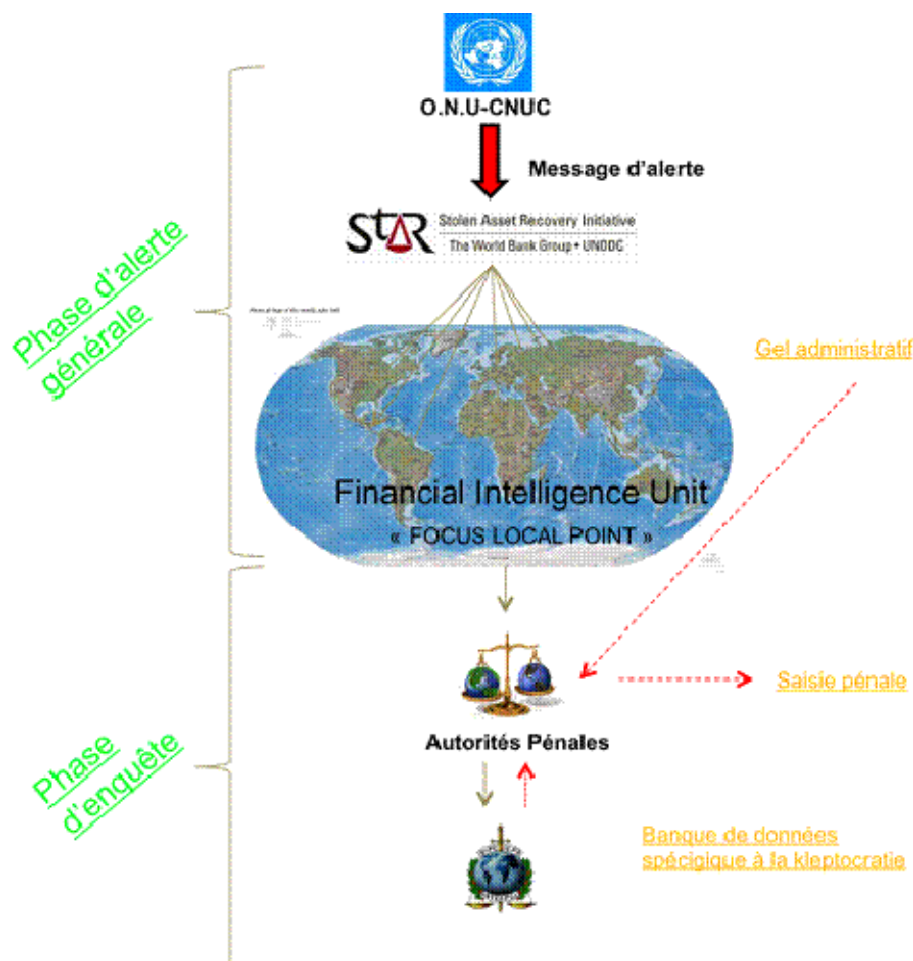 O.N.U-CNUC
Message d'alerte
StAR
Stolen Asset Recovery Initiative
The World Bank Group • UNODC
Phase d'alerte
générale
Gel administratif
Financial Intelligence Unit
« FOCUS LOCAL POINT »
Saisie pénale
Autorités Pénales
Phase
d'enquête
Banque de données
spécigique à la kleptocratie